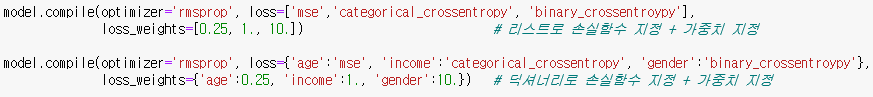 model.compile(optimizer='rmsprop', loss=['mse','categorical_crossentropy', 'binary_crossentroypy'],
loss_weights=[0.25, 1., 10.]) # 리스트로 손실함수 지정 + 가중치 지정
model.compile(optimizer='rmsprop', loss={'age':'mse', 'income':'categorical_crossentropy', 'gender':'binary_crossentroypy'},
loss_weights={'age':0.25, 'income':1., 'gender':10.}) # 덕셔너리로 손실함수 지정 + 가중치 지정